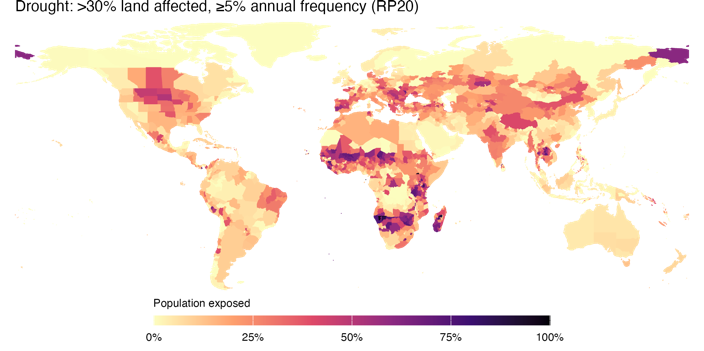 Drought: >30% land affected, ≥5% annual frequency (RP20)
Population exposed
0% 25% 50% 75% 100%